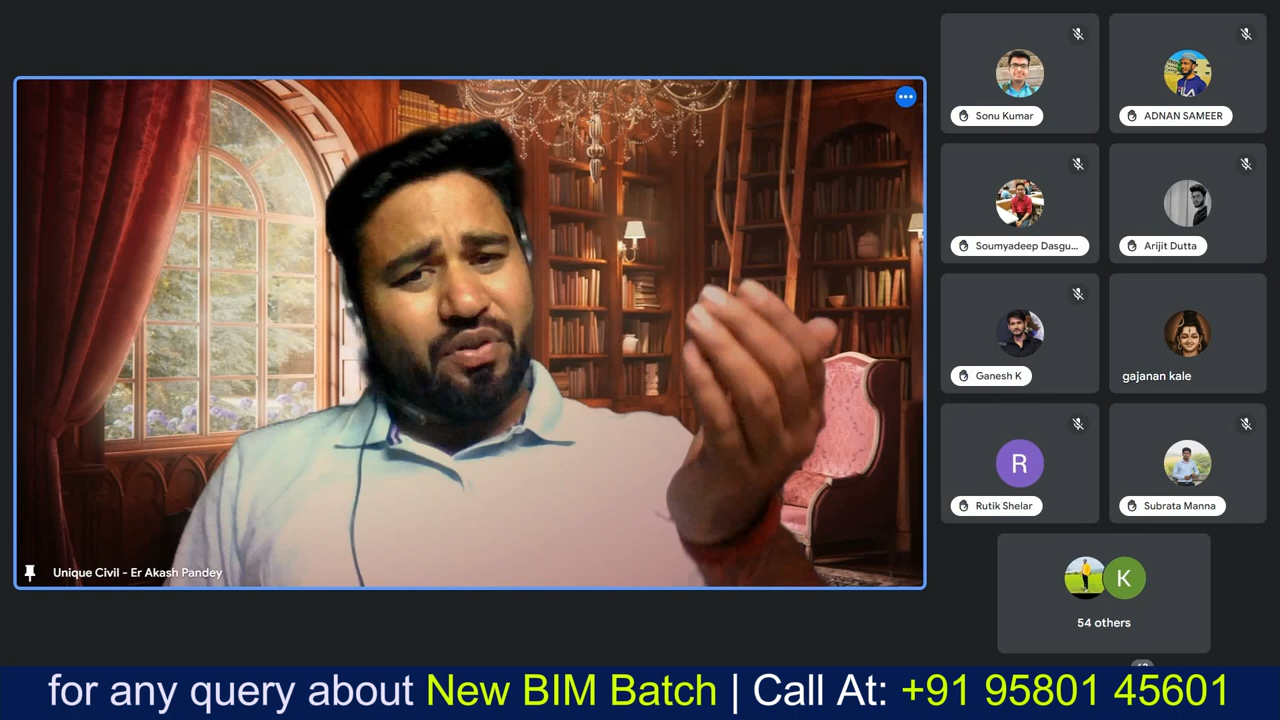 Sonu Kumar
ADNAN SAMEER
Soumyadeep Dasgu...
Arijit Dutta
Ganesh K
gajanan kale
R
Rutik Shelar
Subrata Manna
K
54 others
Unique Civil - Er Akash Pandey
for any query about New BIM Batch | Call At: +91 95801 45601